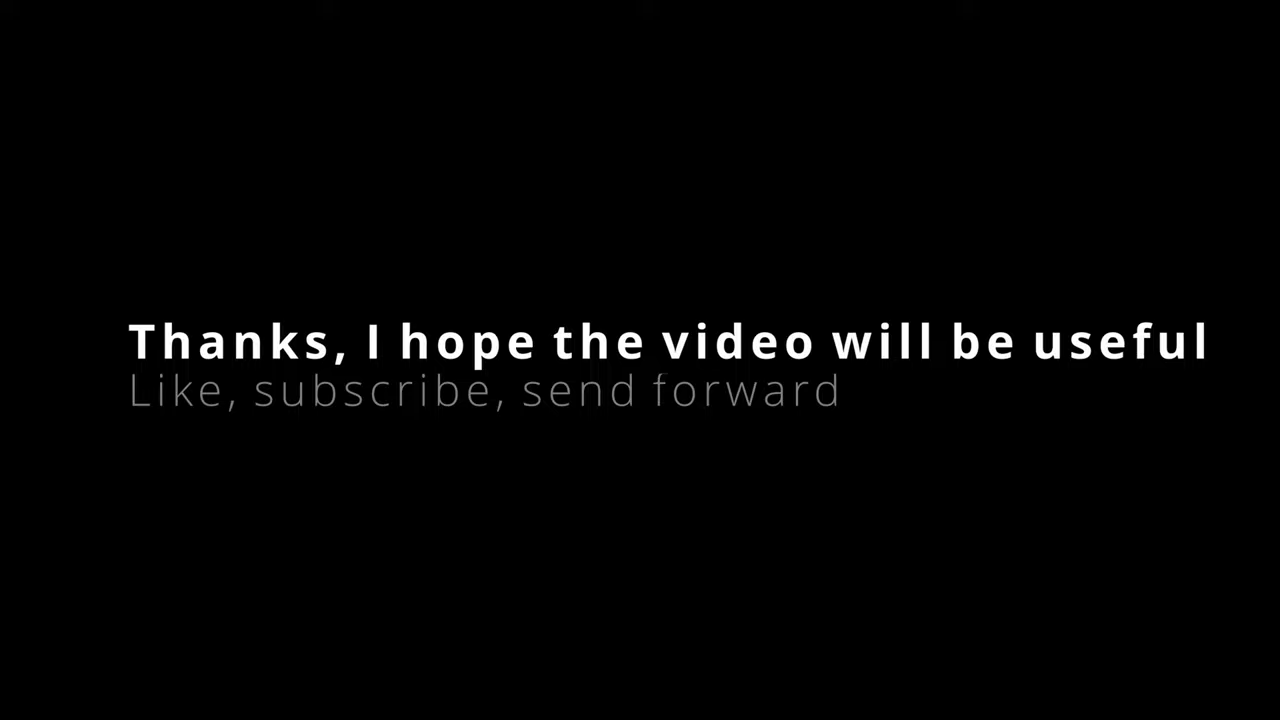 Thanks, I hope the video will be useful
Like, subscribe, send forward